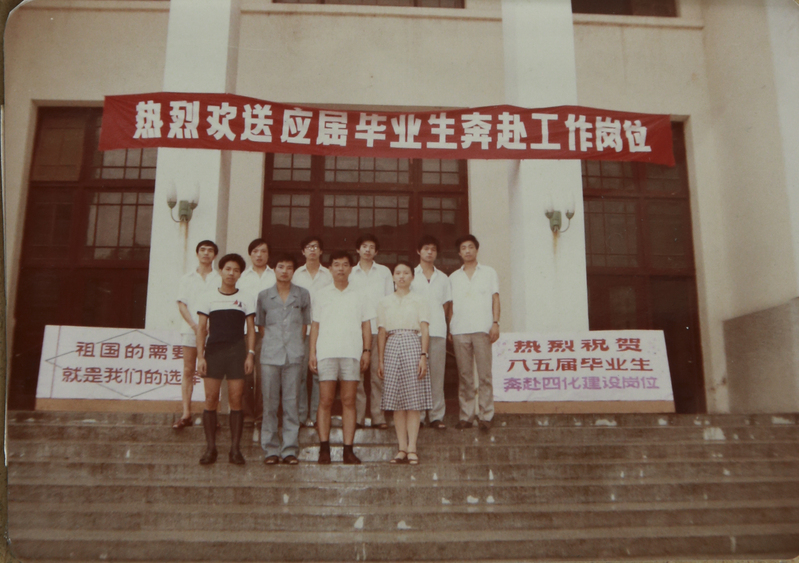 热烈欢送应届毕业生奔赴工作岗位
祖国的需要
就是我们的选择
热烈祝贺
八五届毕业生
奔赴四化建设岗位